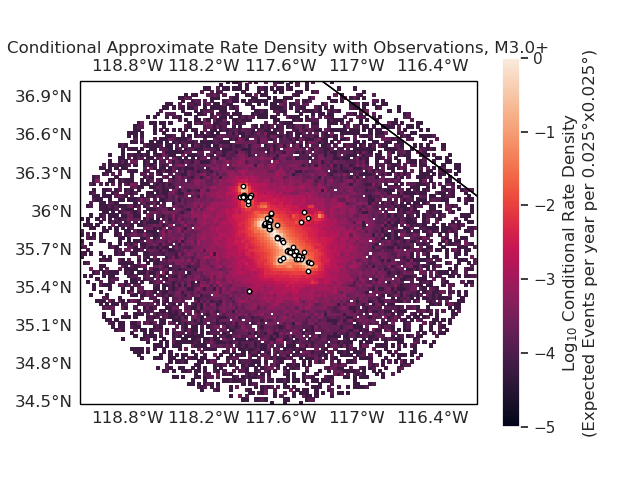 Conditional Approximate Rate Density with Observations, M3.0+
118.8°W 118.2°W 117.6°W 117°W 116.4°W
36.9°N
36.6°N
36.3°N
36°N
35.7°N
35.4°N
35.1°N
34.8°N
34.5°N
118.8°W 118.2°W 117.6°W 117°W 116.4°W
0
−1
−2
−3
−4
−5
Log₁₀ Conditional Rate Density
(Expected Events per year per 0.025°x0.025°)